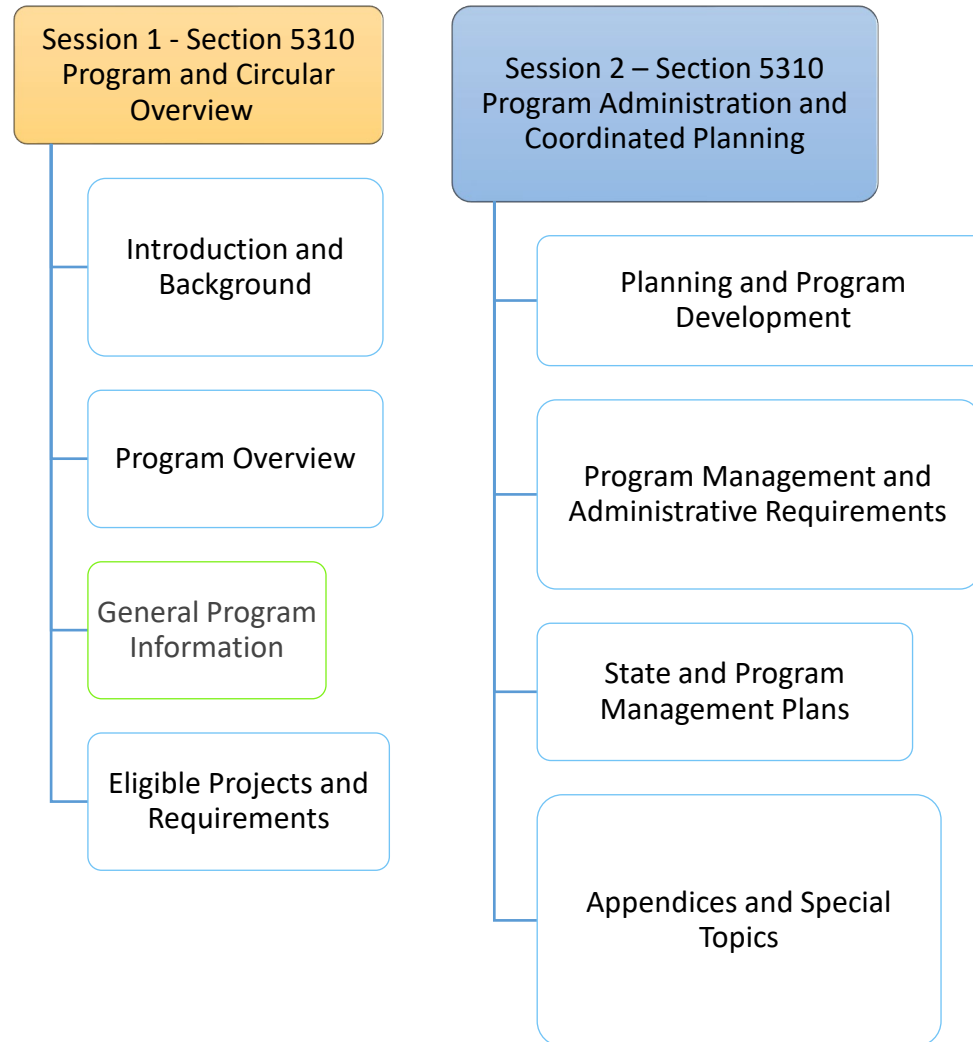 Session 1 - Section 5310
Program and Circular
Overview
Introduction and
Background
Program Overview
General Program
Information
Eligible Projects and
Requirements
Session 2 – Section 5310
Program Administration and
Coordinated Planning
Planning and Program
Development
Program Management and
Administrative Requirements
State and Program
Management Plans
Appendices and Special
Topics